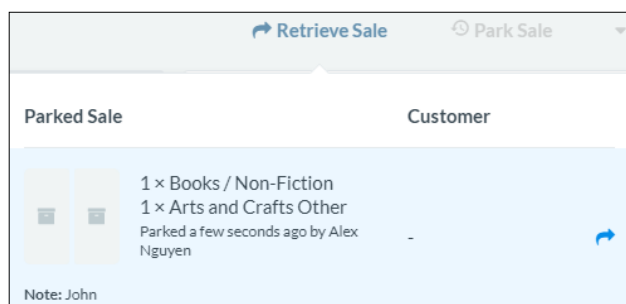 Retrieve Sale Park Sale
Parked Sale Customer
1 × Books / Non-Fiction
1 × Arts and Crafts Other
Parked a few seconds ago by Alex
Nguyen
-
Note: John